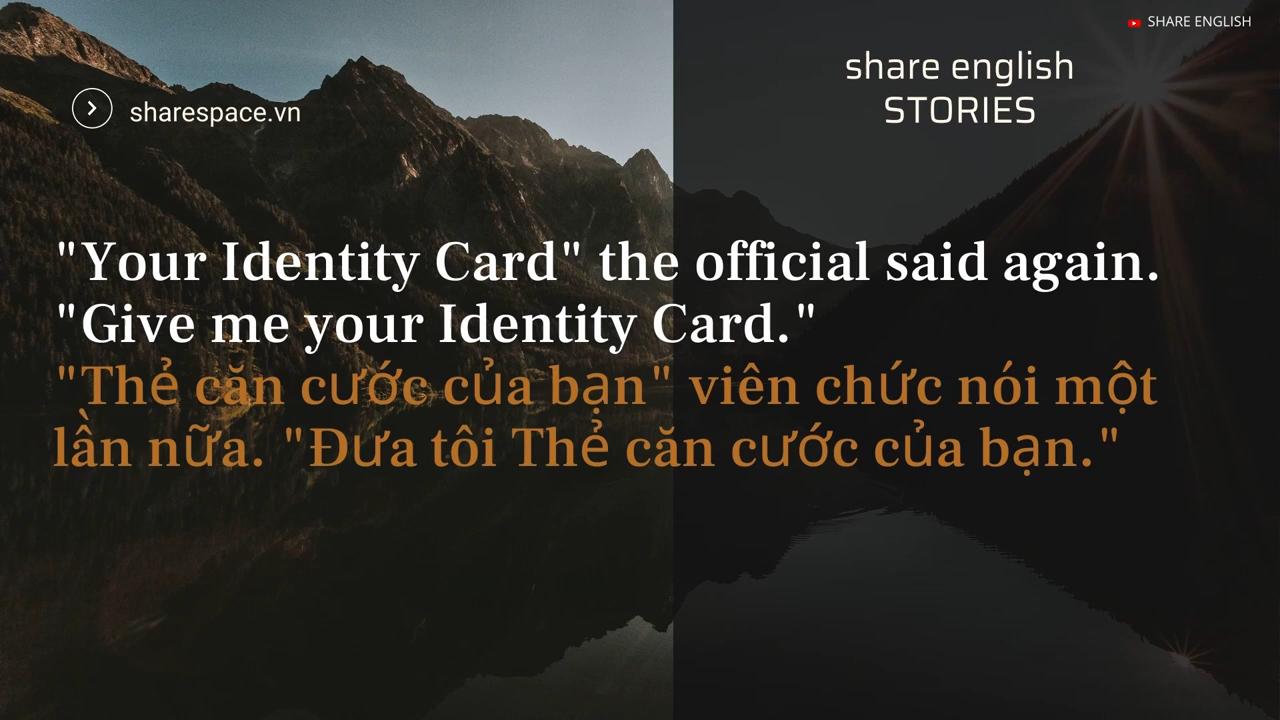 SHARE ENGLISH
share english
STORIES
sharespace.vn
"Your Identity Card" the official said again.
"Give me your Identity Card."
"Thẻ căn cước của bạn" viên chức nói một
lần nữa. "Đưa tôi Thẻ căn cước của bạn."